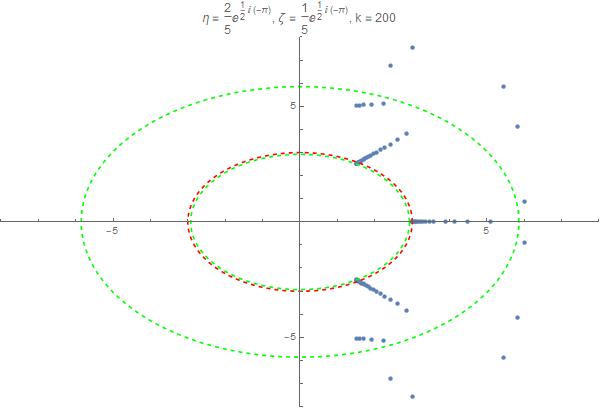 η = 2/5 e^{1/2 i (-π)}, ζ = 1/5 e^{1/2 i (-π)}, k = 200
5
-5
5
-5